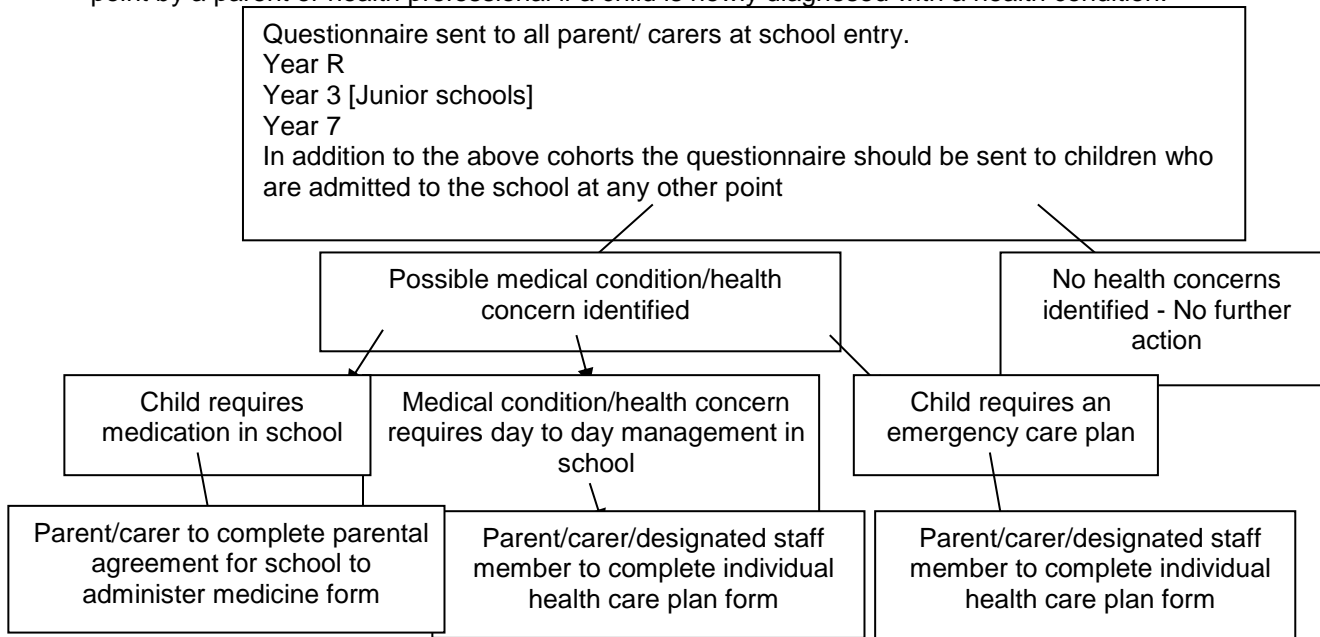 point by a parent or health professional if a child is newly diagnosed with a health condition.
Questionnaire sent to all parent/ carers at school entry.
Year R
Year 3 [Junior schools]
Year 7
In addition to the above cohorts the questionnaire should be sent to children who
are admitted to the school at any other point
Possible medical condition/health
concern identified
No health concerns
identified - No further
action
Child requires
medication in school
Medical condition/health concern
requires day to day management in
school
Child requires an
emergency care plan
Parent/carer to complete parental
agreement for school to
administer medicine form
Parent/carer/designated staff
member to complete individual
health care plan form
Parent/carer/designated staff
member to complete individual
health care plan form